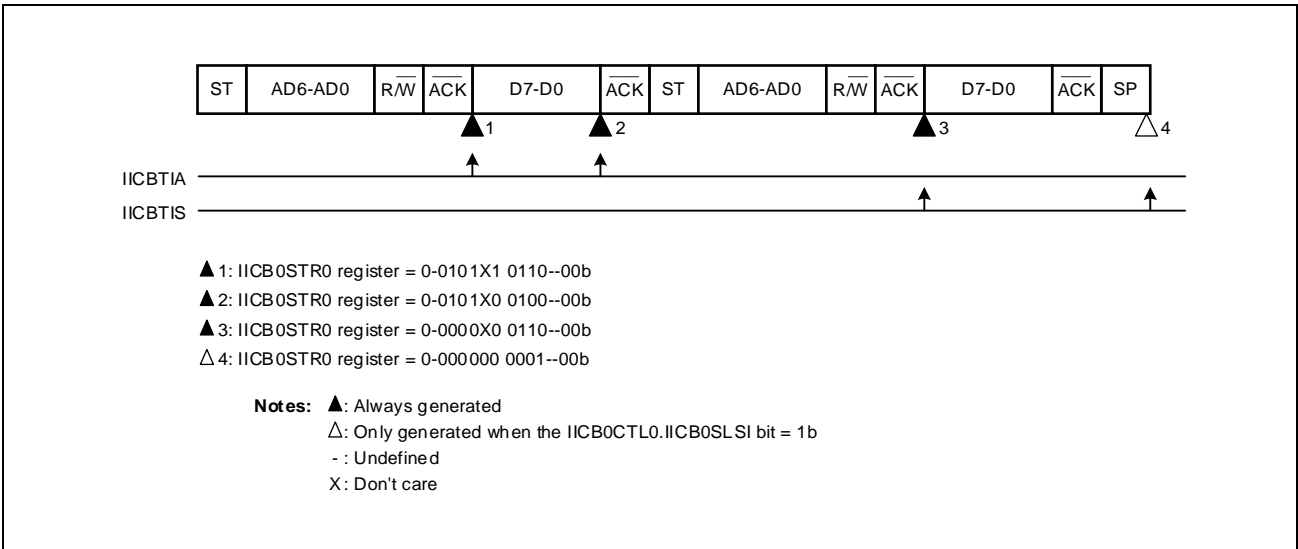 ST AD6-AD0 R/W ACK D7-D0 ACK ST AD6-AD0 R/W ACK D7-D0 ACK SP
▲1 ▲2 ▲3 △4
IICBTIA
IICBTIS
▲1: IICB0STR0 register = 0-0101X1 0110--00b
▲2: IICB0STR0 register = 0-0101X0 0100--00b
▲3: IICB0STR0 register = 0-0000X0 0110--00b
△4: IICB0STR0 register = 0-000000 0001--00b
Notes: ▲: Always generated
△: Only generated when the IICB0CTL0.IICB0SLSI bit = 1b
- : Undefined
X: Don't care